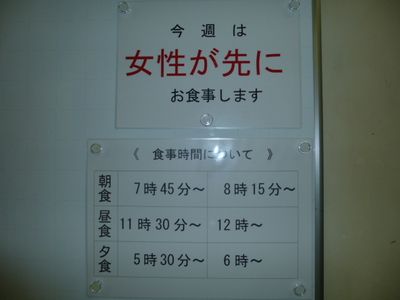 今週は
女性が先に
お食事します
《 食事時間について 》
朝食 7時45分～ 8時15分～
昼食 11時30分～ 12時～
夕食 5時30分～ 6時～